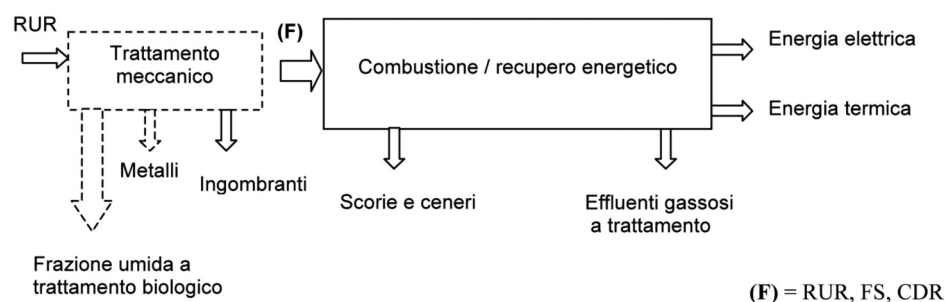 RUR
Trattamento
meccanico
(F)
Combustione / recupero energetico
Energia elettrica
Energia termica
Metalli
Ingombranti
Scorie e ceneri
Effluenti gassosi
a trattamento
Frazione umida a
trattamento biologico
(F) = RUR, FS, CDR